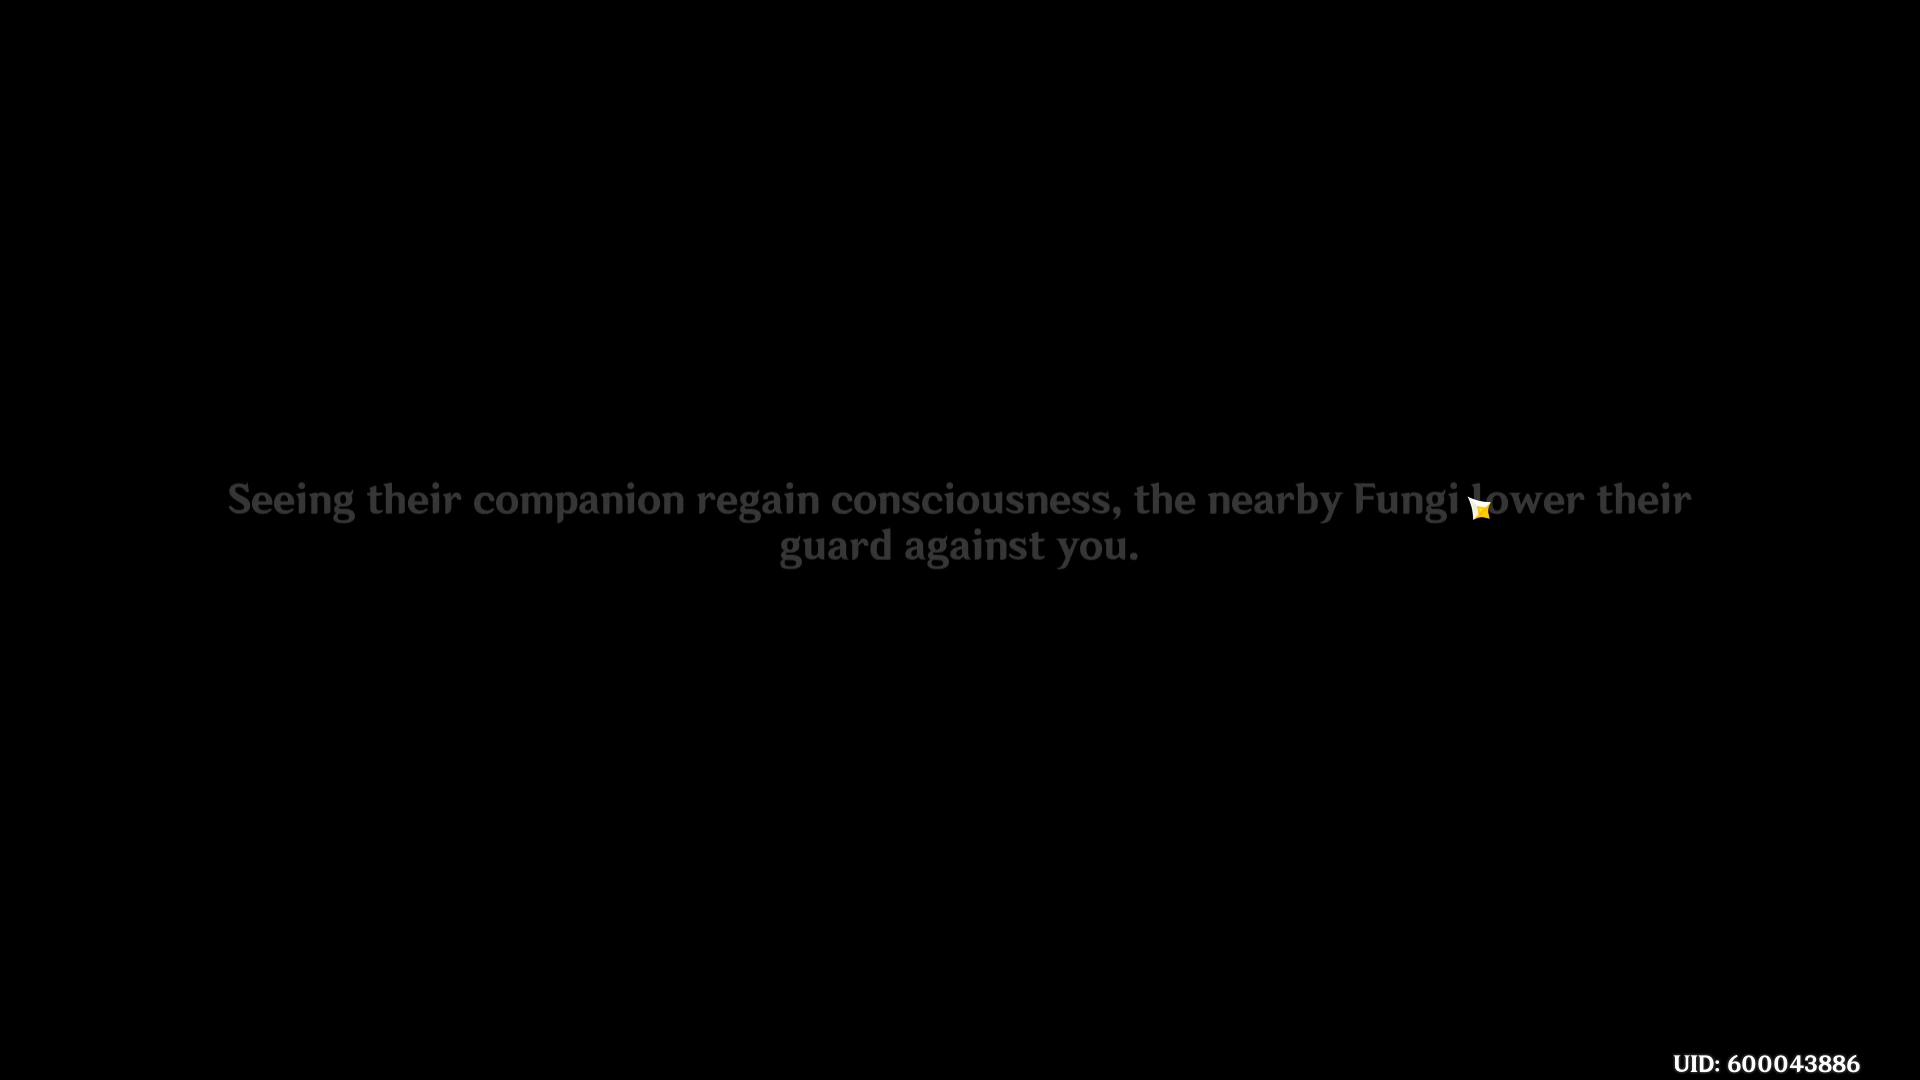 Seeing their companion regain consciousness, the nearby Fungi lower their
guard against you.
UID: 600043886